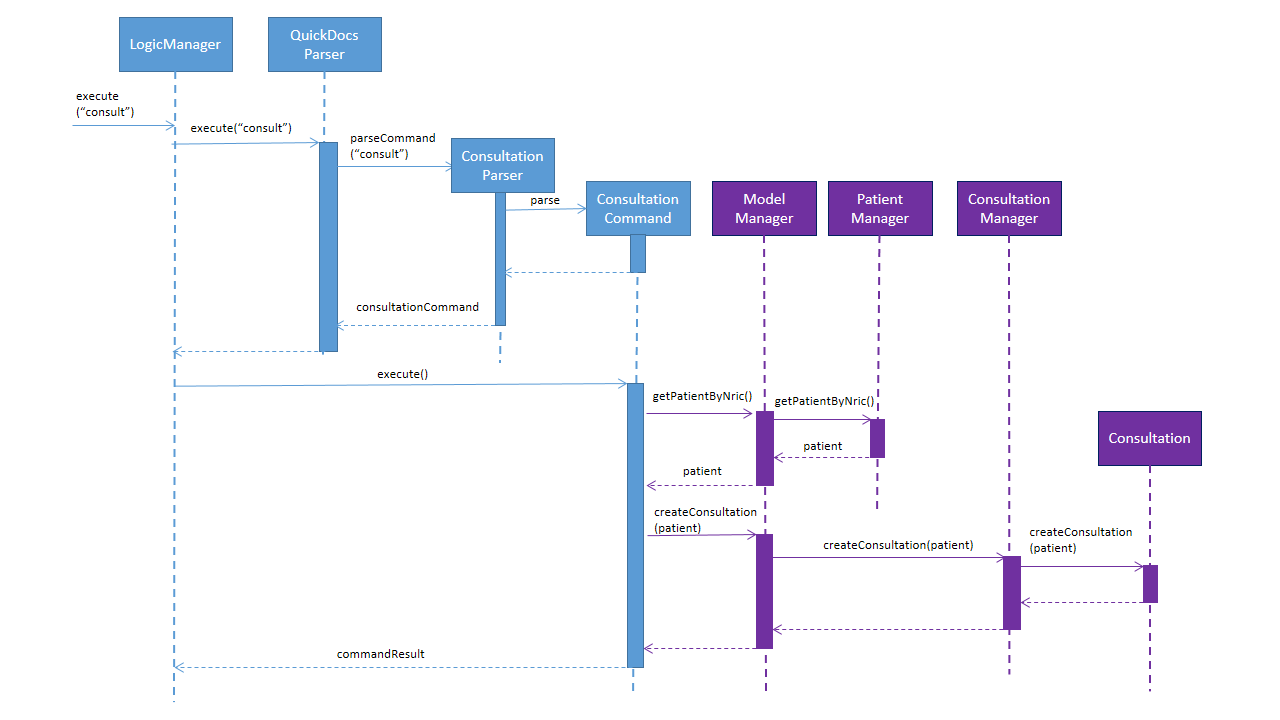 LogicManager
QuickDocs
Parser
execute
(“consult”)
execute(“consult”)
parseCommand
(“consult”)
Consultation
Parser
parse
Consultation
Command
Model
Manager
Patient
Manager
Consultation
Manager
consultationCommand
execute()
getPatientByNric()
getPatientByNric()
patient
patient
Consultation
createConsultation
(patient)
createConsultation(patient)
createConsultation
(patient)
commandResult